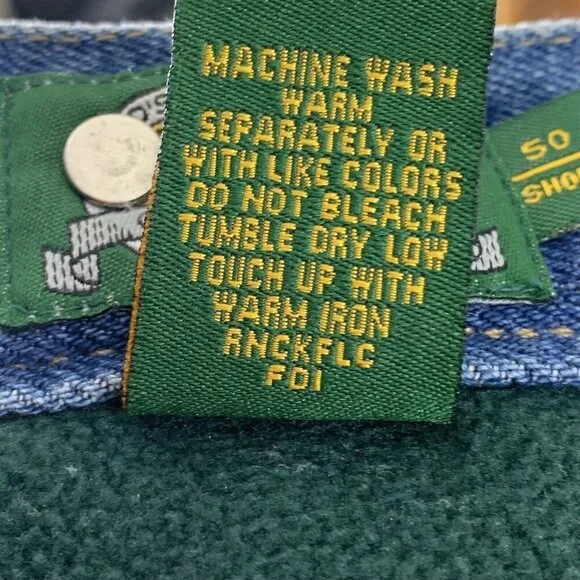 MACHINE WASH
WARM
SEPARATELY OR
WITH LIKE COLORS
DO NOT BLEACH
TUMBLE DRY LOW
TOUCH UP WITH
WARM IRON
RNCKFLC
FDI
50